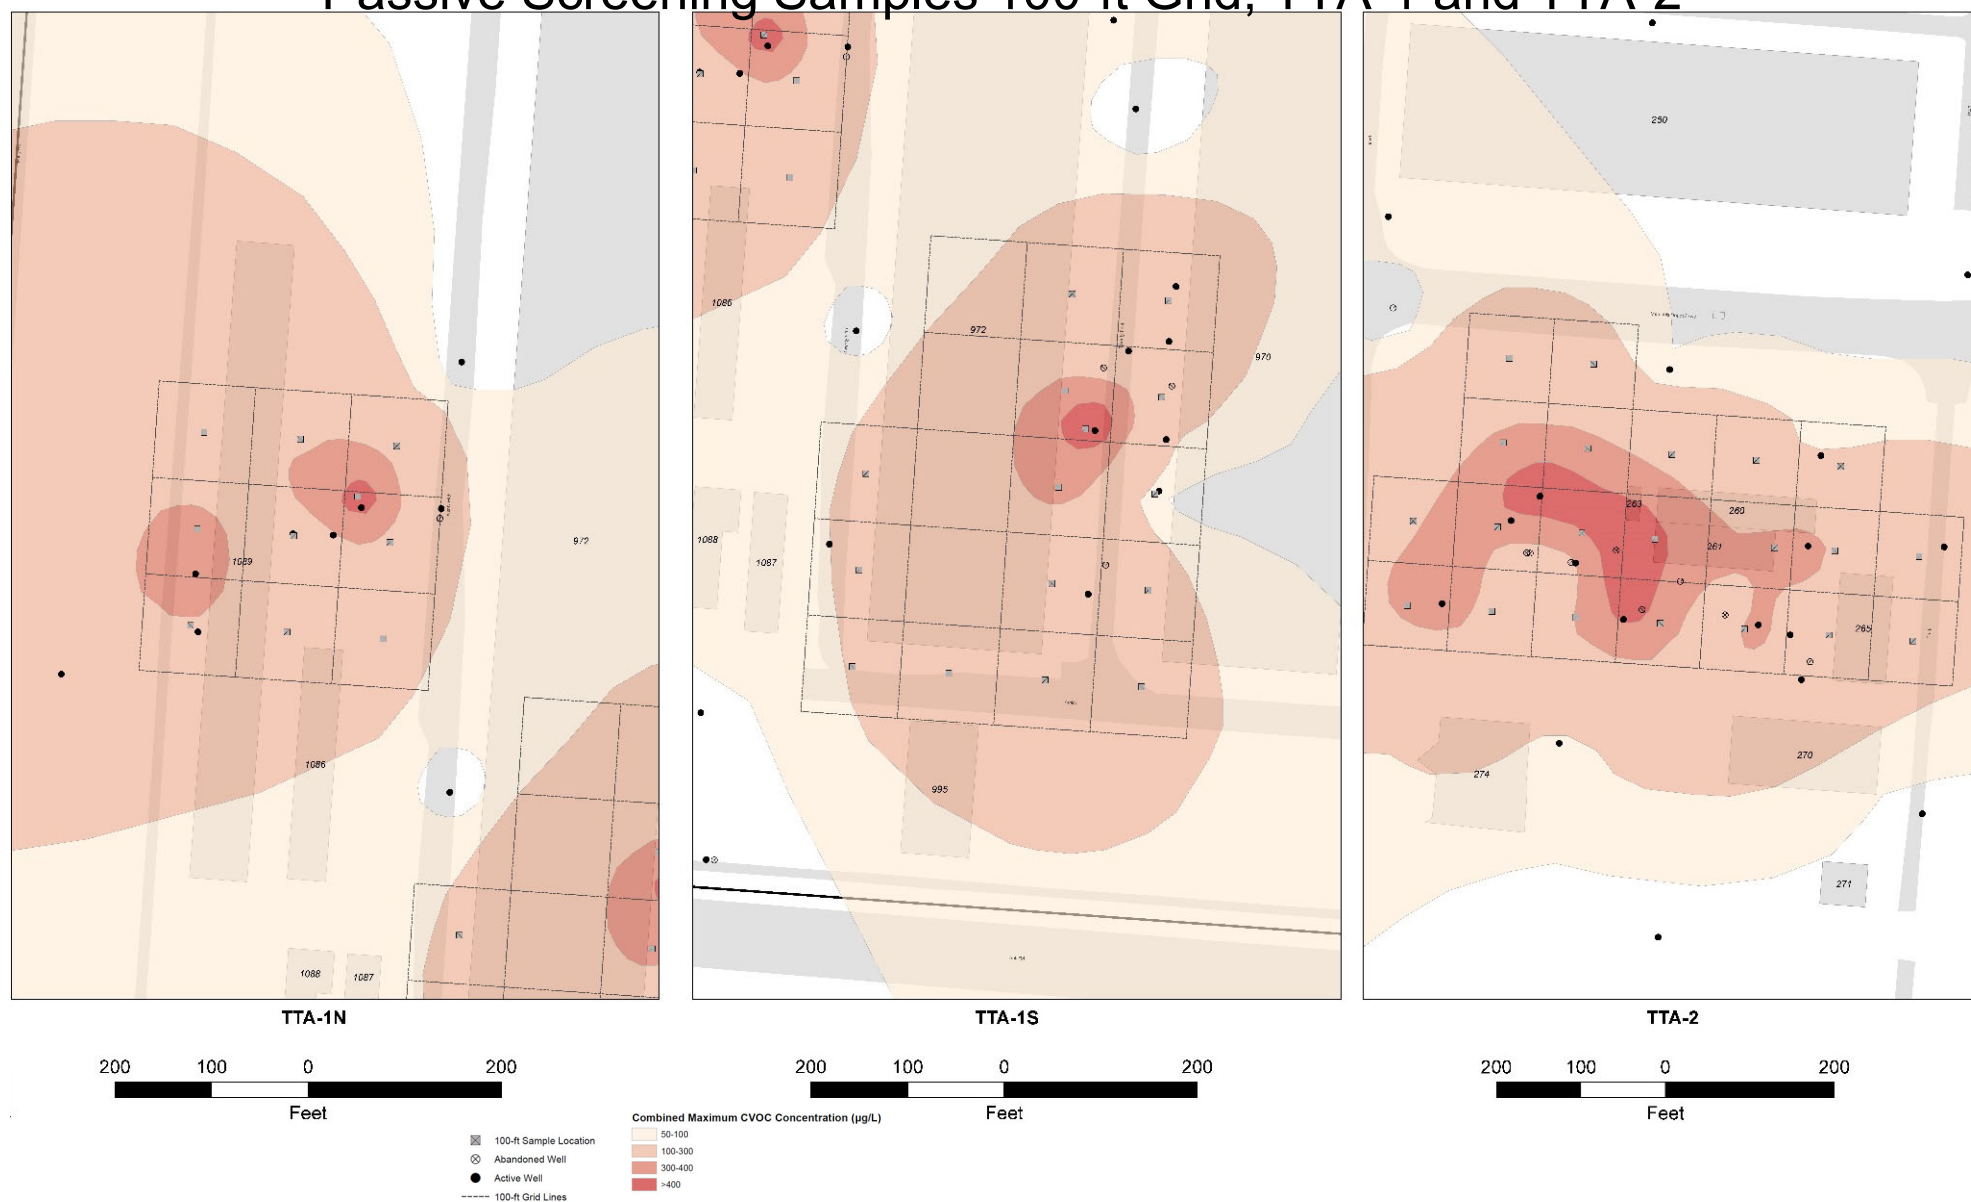 Passive Screening Samples 100-ft Grid, TTA-1 and TTA-2
1089
972
1086
1088
1087
1086
972
970
1088
1087
995
250
263
260
261
265
274
270
271
TTA-1N
TTA-1S
TTA-2
200 100 0 200
Feet
200 100 0 200
Feet
200 100 0 200
Feet
100-ft Sample Location
Abandoned Well
Active Well
100-ft Grid Lines
Combined Maximum CVOC Concentration (µg/L)
50-100
100-300
300-400
>400